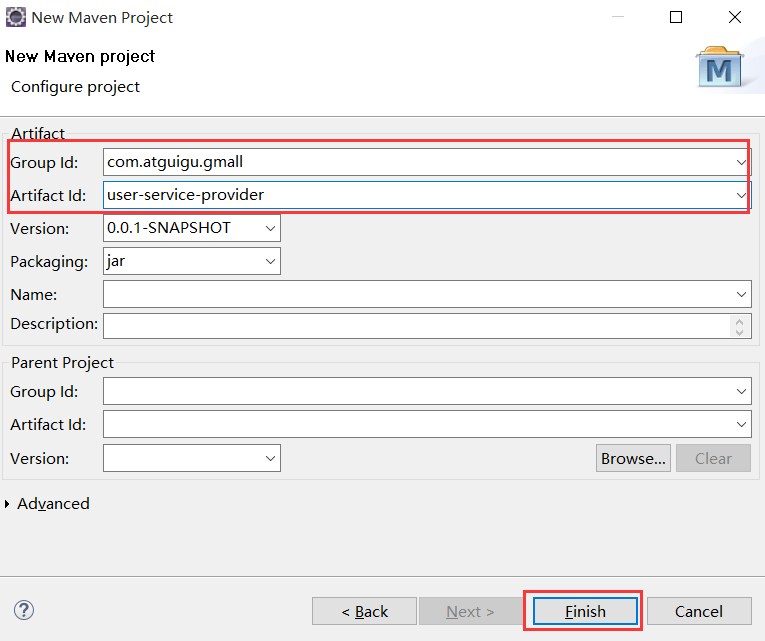 New Maven Project
New Maven project
Configure project
M
Artifact
Group Id: com.atguigu.gmall
Artifact Id: user-service-provider
Version: 0.0.1-SNAPSHOT
Packaging: jar
Name:
Description:
Parent Project
Group Id:
Artifact Id:
Version: Browse... Clear
Advanced
? < Back Next > Finish Cancel